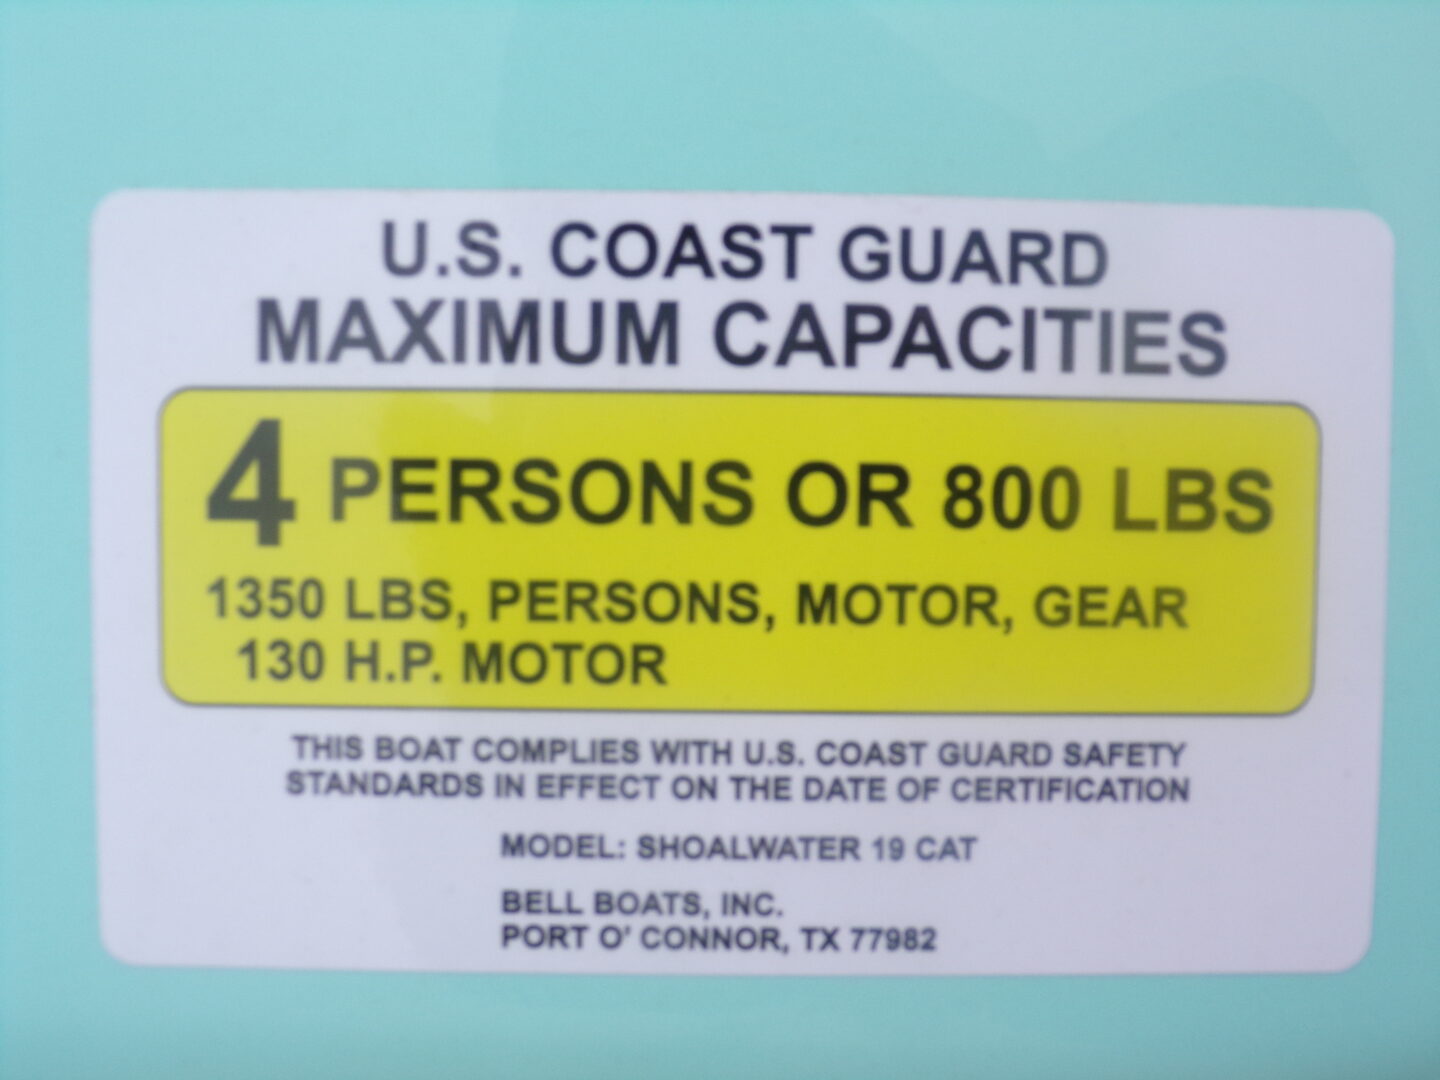 U.S. COAST GUARD
MAXIMUM CAPACITIES
4 PERSONS OR 800 LBS
1350 LBS, PERSONS, MOTOR, GEAR
130 H.P. MOTOR
THIS BOAT COMPLIES WITH U.S. COAST GUARD SAFETY
STANDARDS IN EFFECT ON THE DATE OF CERTIFICATION
MODEL: SHOALWATER 19 CAT
BELL BOATS, INC.
PORT O' CONNOR, TX 77982